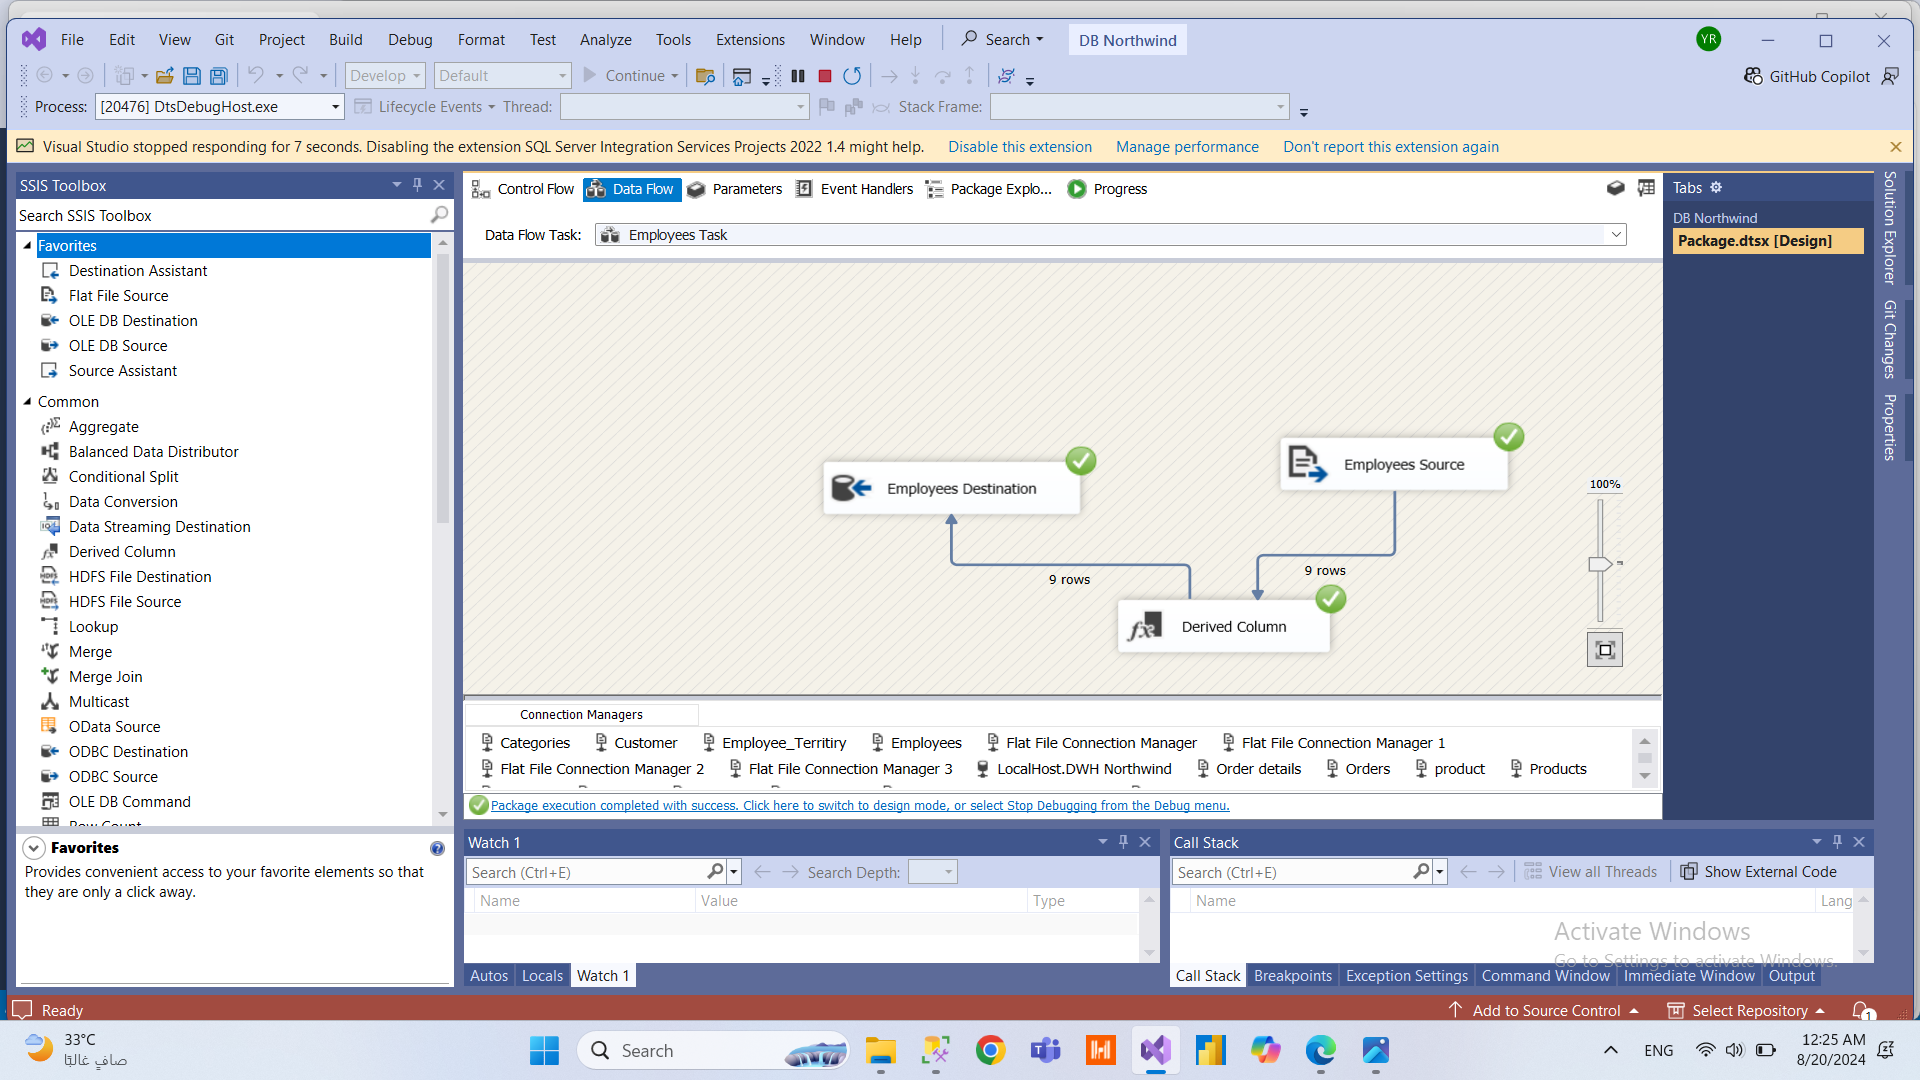 File Edit View Git Project Build Debug Format Test Analyze Tools Extensions Window Help Search DB Northwind YR
Develop Default Continue GitHub Copilot
Process: [20476] DtsDebugHost.exe Lifecycle Events Thread: Stack Frame:
Visual Studio stopped responding for 7 seconds. Disabling the extension SQL Server Integration Services Projects 2022 1.4 might help. Disable this extension Manage performance Don't report this extension again
SSIS Toolbox
Search SSIS Toolbox
Favorites
Destination Assistant
Flat File Source
OLE DB Destination
OLE DB Source
Source Assistant
Common
Aggregate
Balanced Data Distributor
Conditional Split
Data Conversion
Data Streaming Destination
Derived Column
HDFS File Destination
HDFS File Source
Lookup
Merge
Merge Join
Multicast
OData Source
ODBC Destination
ODBC Source
OLE DB Command
Row Count
Favorites
Provides convenient access to your favorite elements so that
they are only a click away.
Control Flow Data Flow Parameters Event Handlers Package Explo... Progress
Data Flow Task: Employees Task
Employees Source
Employees Destination
100%
9 rows
9 rows
Derived Column
Connection Managers
Categories Customer Employee_Territiry Employees Flat File Connection Manager Flat File Connection Manager 1
Flat File Connection Manager 2 Flat File Connection Manager 3 LocalHost.DWH Northwind Order details Orders product Products
Package execution completed with success. Click here to switch to design mode, or select Stop Debugging from the Debug menu.
Tabs
DB Northwind
Package.dtsx [Design]
Solution Explorer
Git Changes
Properties
Watch 1
Search (Ctrl+E) Search Depth:
Name Value Type
Autos Locals Watch 1
Call Stack
Search (Ctrl+E) View all Threads Show External Code
Name Lang
Activate Windows
Go to Settings to activate Windows.
Call Stack Breakpoints Exception Settings Command Window Immediate Window Output
Ready Add to Source Control Select Repository 1
33°C
صافٍ غالبًا
Search
ENG
12:25 AM
8/20/2024